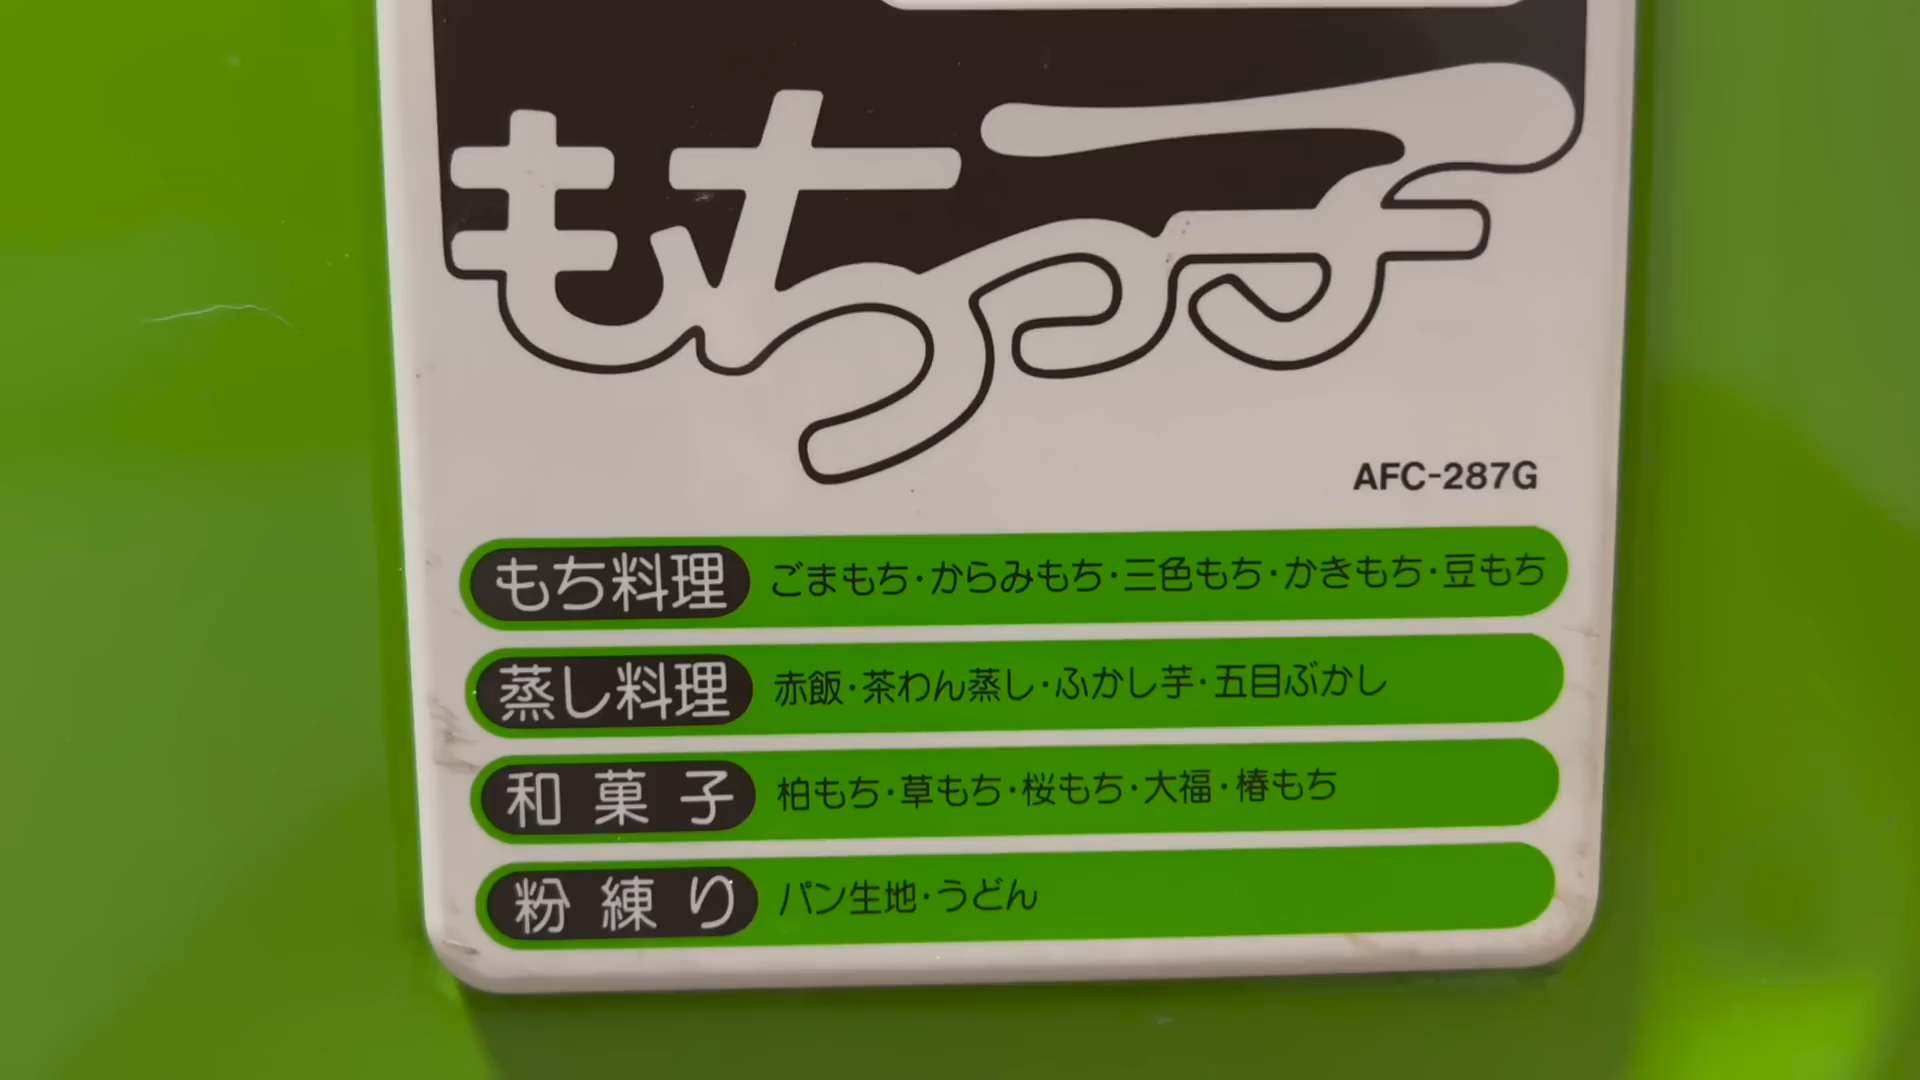 もちっ子
AFC-287G
もち料理 ごまもち・からみもち・三色もち・かきもち・豆もち
蒸し料理 赤飯・茶わん蒸し・ふかし芋・五目ぶかし
和菓子 柏もち・草もち・桜もち・大福・椿もち
粉練り パン生地・うどん